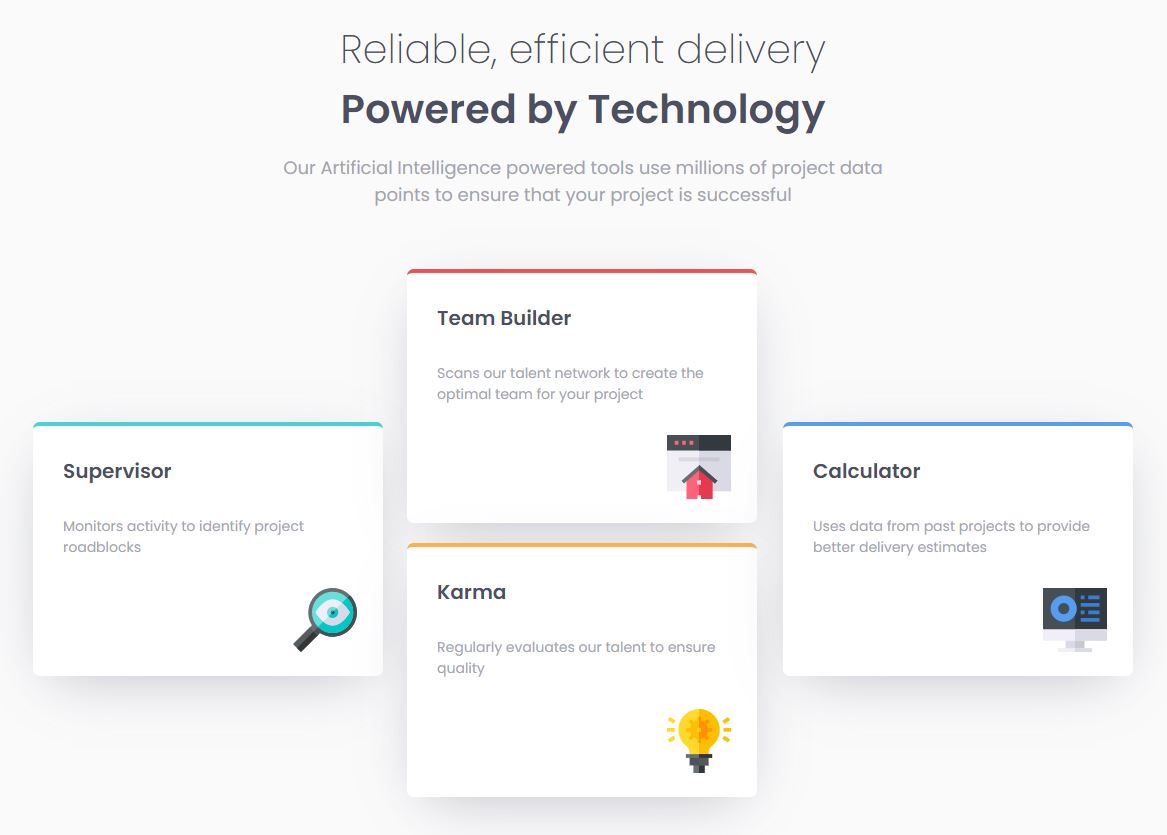 Reliable, efficient delivery
Powered by Technology
Our Artificial Intelligence powered tools use millions of project data
points to ensure that your project is successful
Team Builder
Scans our talent network to create the
optimal team for your project
Supervisor
Monitors activity to identify project
roadblocks
Calculator
Uses data from past projects to provide
better delivery estimates
Karma
Regularly evaluates our talent to ensure
quality